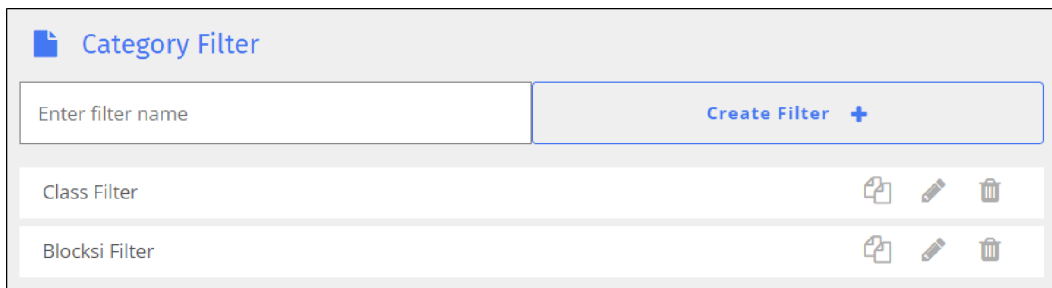 Category Filter
Enter filter name
Create Filter +
Class Filter
Blocksi Filter